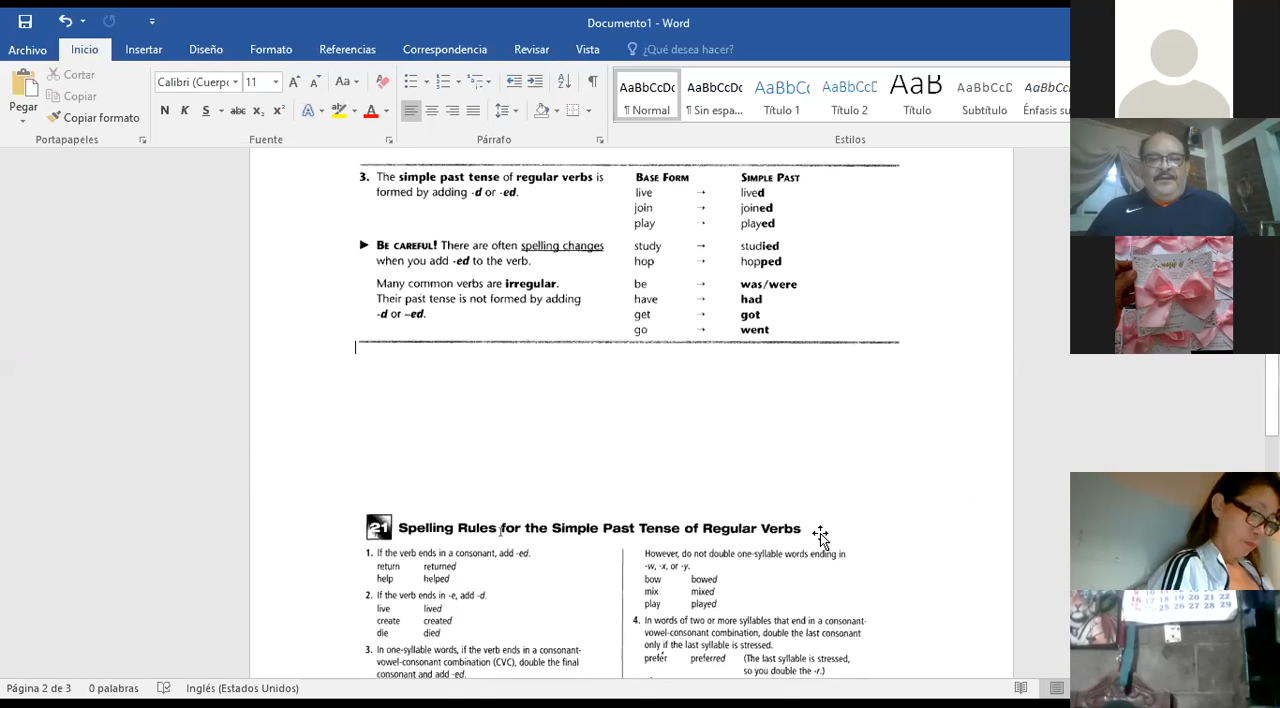 Documento1 - Word
Archivo Inicio Insertar Diseño Formato Referencias Correspondencia Revisar Vista ¿Qué desea hacer?
Pegar
Cortar
Copiar
Copiar formato
Portapapeles
Calibri (Cuerpo 11
N K S abc x₂ x²
Fuente
Párrafo
AaBbCcDc AaBbCcDc AaBbCc AaBbCcD AaB AaBbCcD AaBbCcDt
¶ Normal ¶ Sin espa... Título 1 Título 2 Título Subtítulo Énfasis su
Estilos
3. The simple past tense of regular verbs is
formed by adding -d or -ed.
BASE FORM SIMPLE PAST
live → lived
join → joined
play → played
BE CAREFUL! There are often spelling changes
when you add -ed to the verb.
study → studied
hop → hopped
Many common verbs are irregular.
Their past tense is not formed by adding
-d or -ed.
be → was/were
have → had
get → got
go → went
21 Spelling Rules for the Simple Past Tense of Regular Verbs
1. If the verb ends in a consonant, add -ed.
return returned
help helped
2. If the verb ends in -e, add -d.
live lived
create created
die died
3. In one-syllable words, if the verb ends in a consonant-
vowel-consonant combination (CVC), double the final
consonant and add -ed.
However, do not double one-syllable words ending in
-w, -x, or -y.
bow bowed
mix mixed
play played
4. In words of two or more syllables that end in a consonant-
vowel-consonant combination, double the last consonant
only if the last syllable is stressed.
prefer preferred (The last syllable is stressed,
so you double the -r.)
Página 2 de 3 0 palabras Inglés (Estados Unidos)